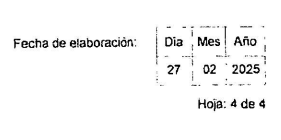 Fecha de elaboración: Día Mes Año
27 02 2025
Hoja: 4 de 4